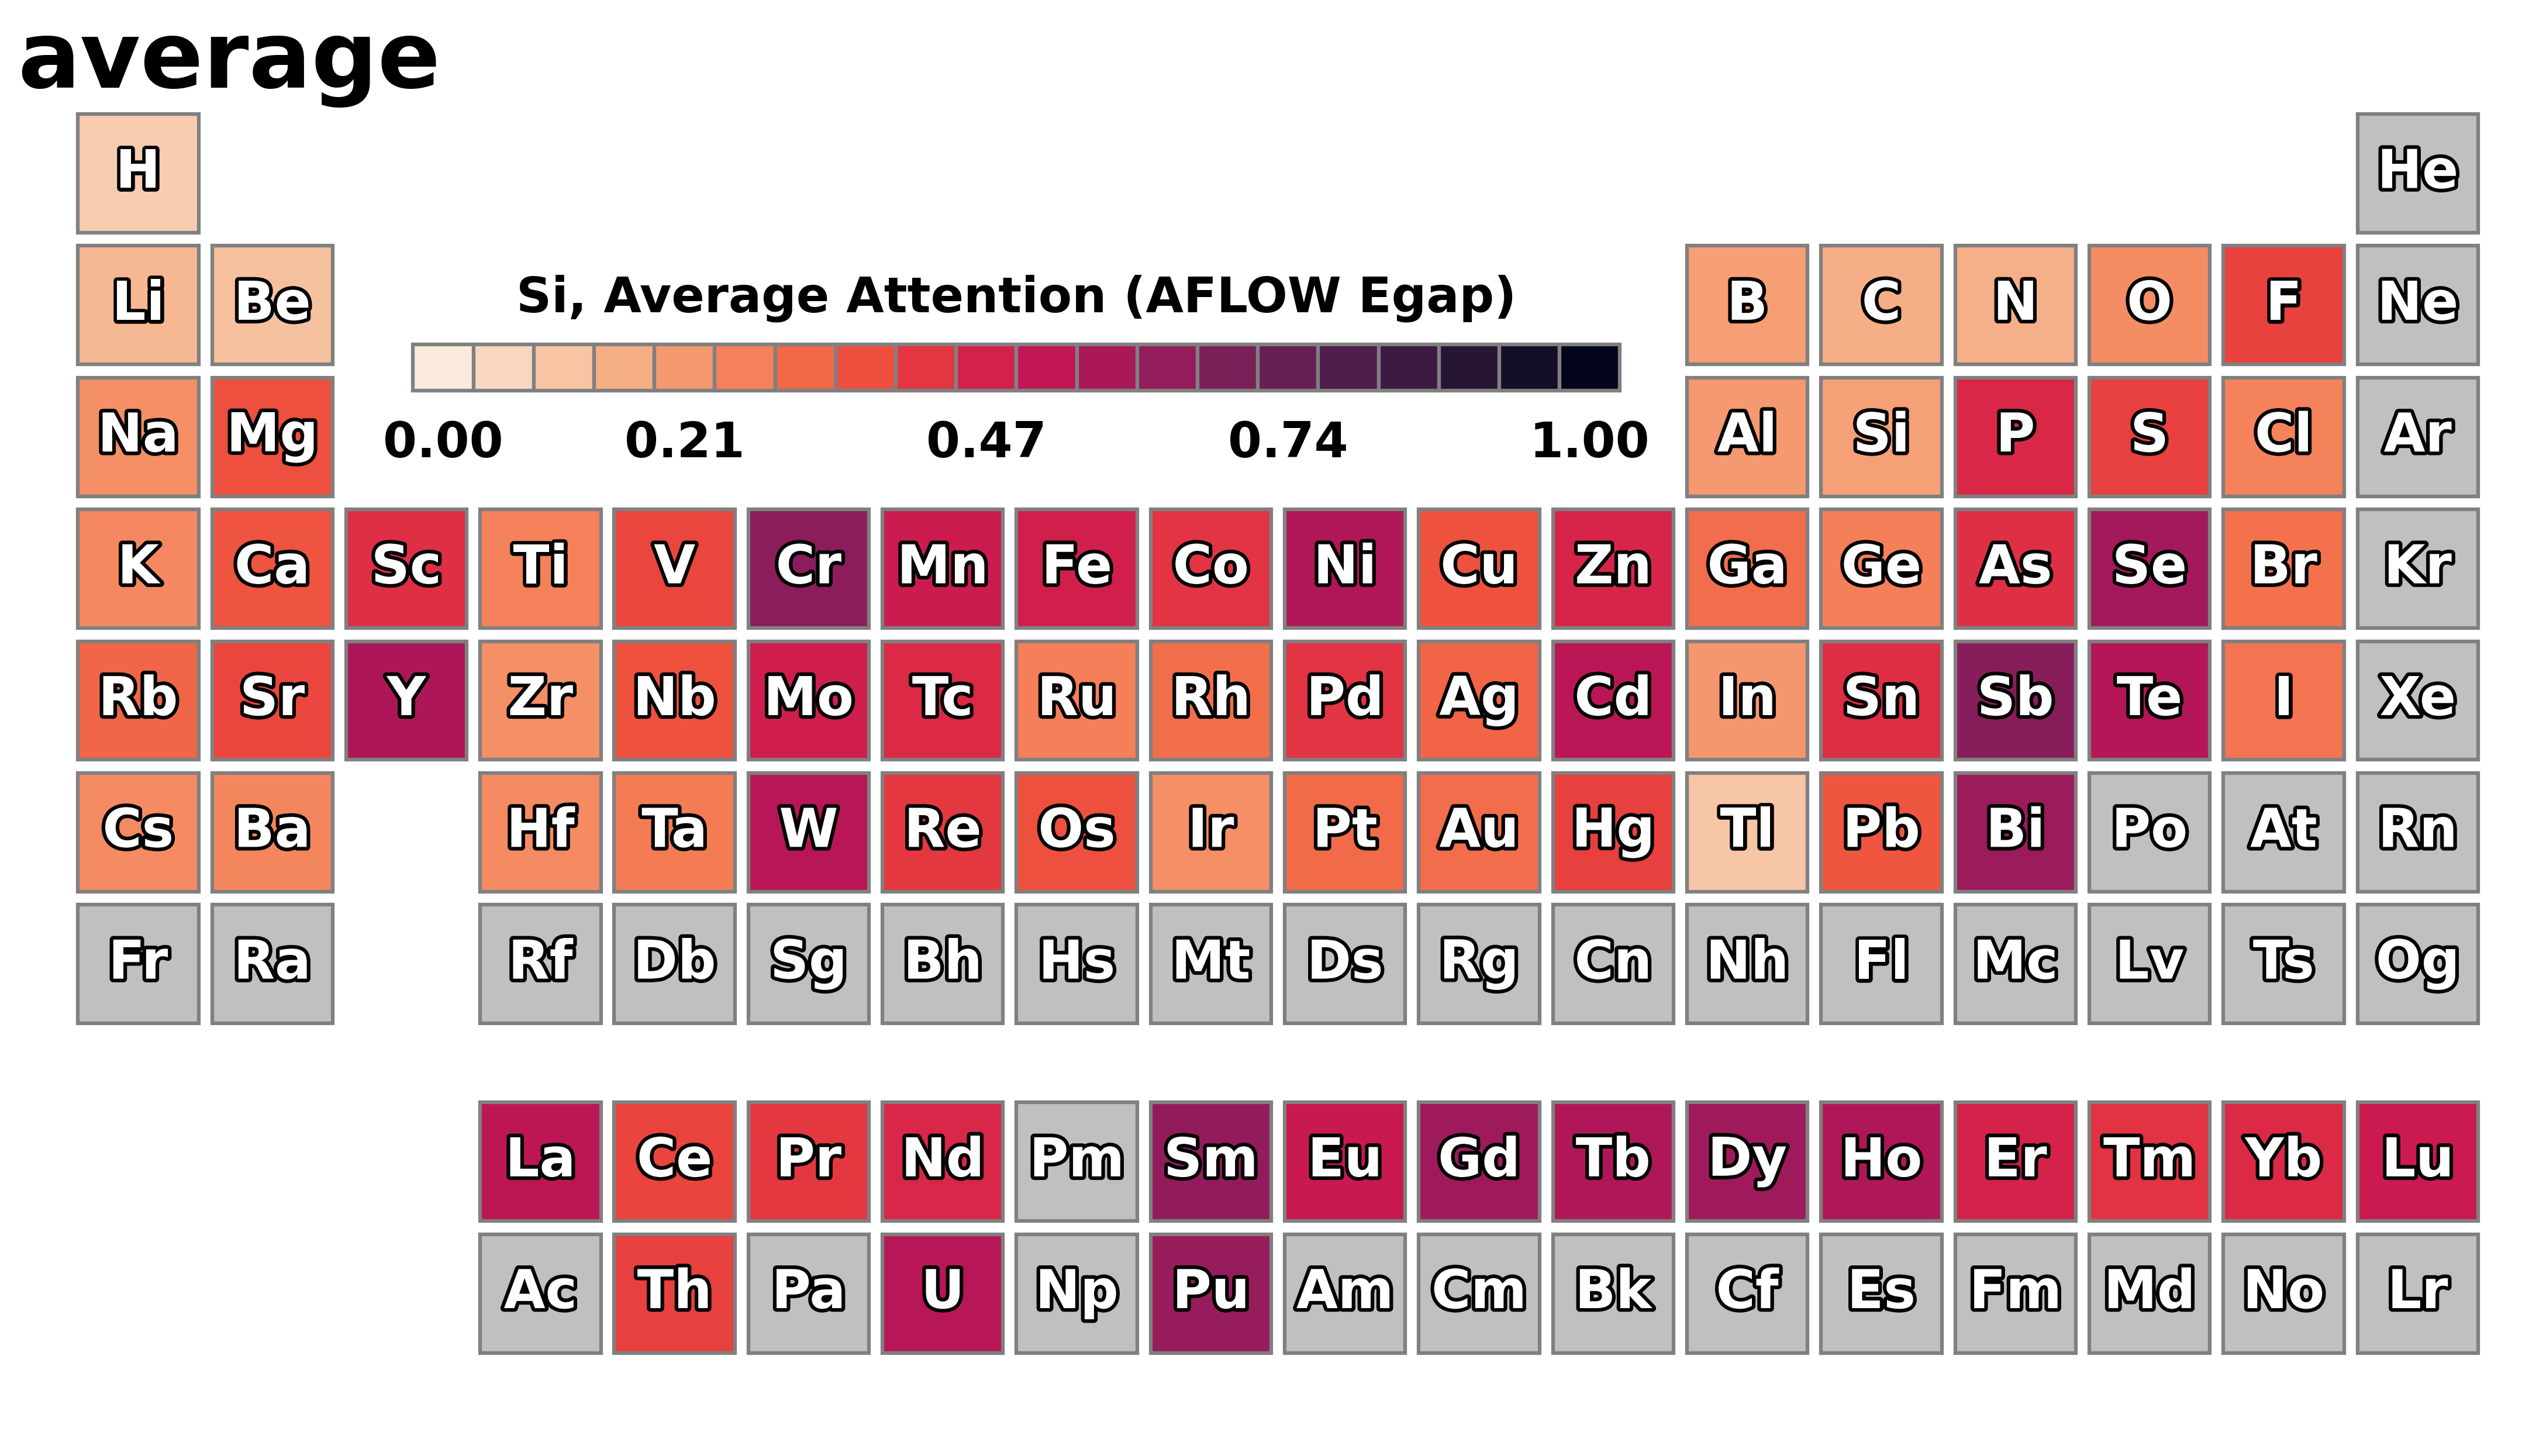 average
H He
Li Be B C N O F Ne
Si, Average Attention (AFLOW Egap)
0.00 0.21 0.47 0.74 1.00
Na Mg Al Si P S Cl Ar
K Ca Sc Ti V Cr Mn Fe Co Ni Cu Zn Ga Ge As Se Br Kr
Rb Sr Y Zr Nb Mo Tc Ru Rh Pd Ag Cd In Sn Sb Te I Xe
Cs Ba Hf Ta W Re Os Ir Pt Au Hg Tl Pb Bi Po At Rn
Fr Ra Rf Db Sg Bh Hs Mt Ds Rg Cn Nh Fl Mc Lv Ts Og
La Ce Pr Nd Pm Sm Eu Gd Tb Dy Ho Er Tm Yb Lu
Ac Th Pa U Np Pu Am Cm Bk Cf Es Fm Md No Lr